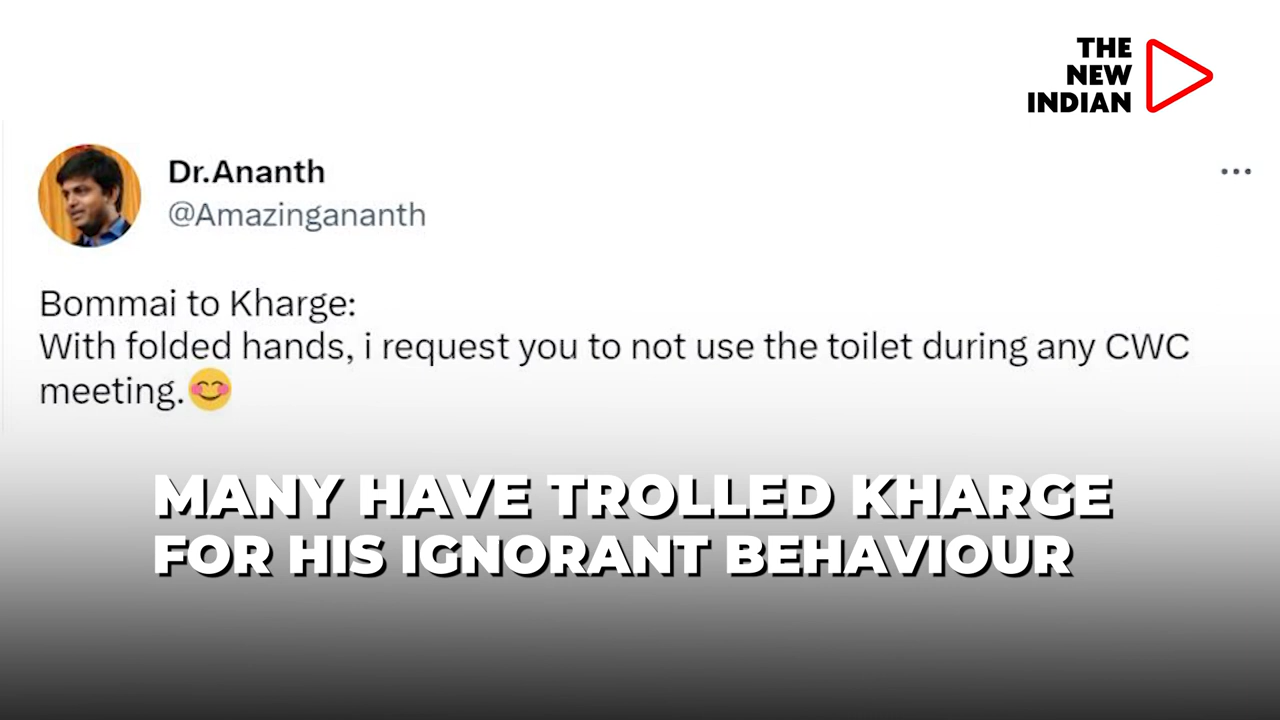 THE
NEW
INDIAN
Dr.Ananth
@Amazingananth
Bommai to Kharge:
With folded hands, i request you to not use the toilet during any CWC
meeting.😊
MANY HAVE TROLLED KHARGE
FOR HIS IGNORANT BEHAVIOUR